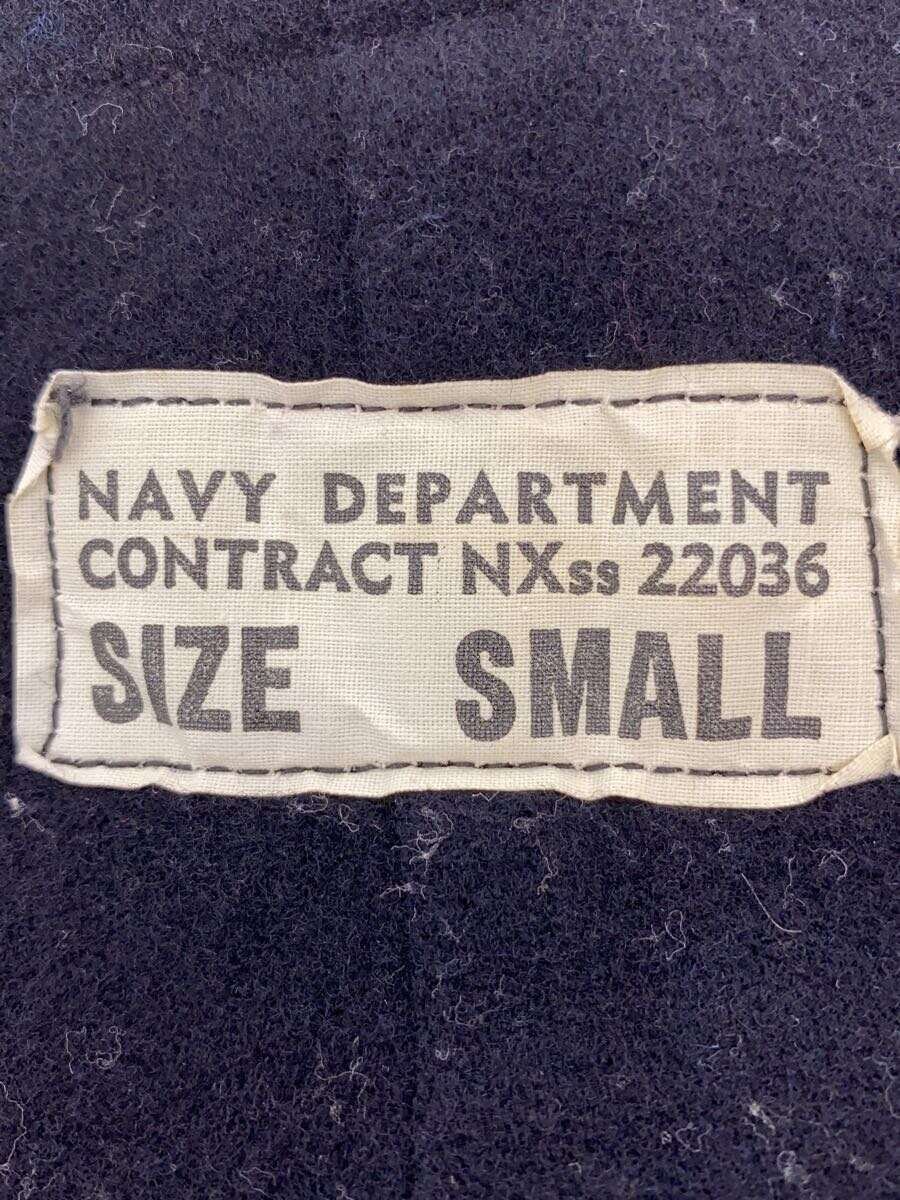 NAVY DEPARTMENT
CONTRACT NXss 22036
SIZE SMALL